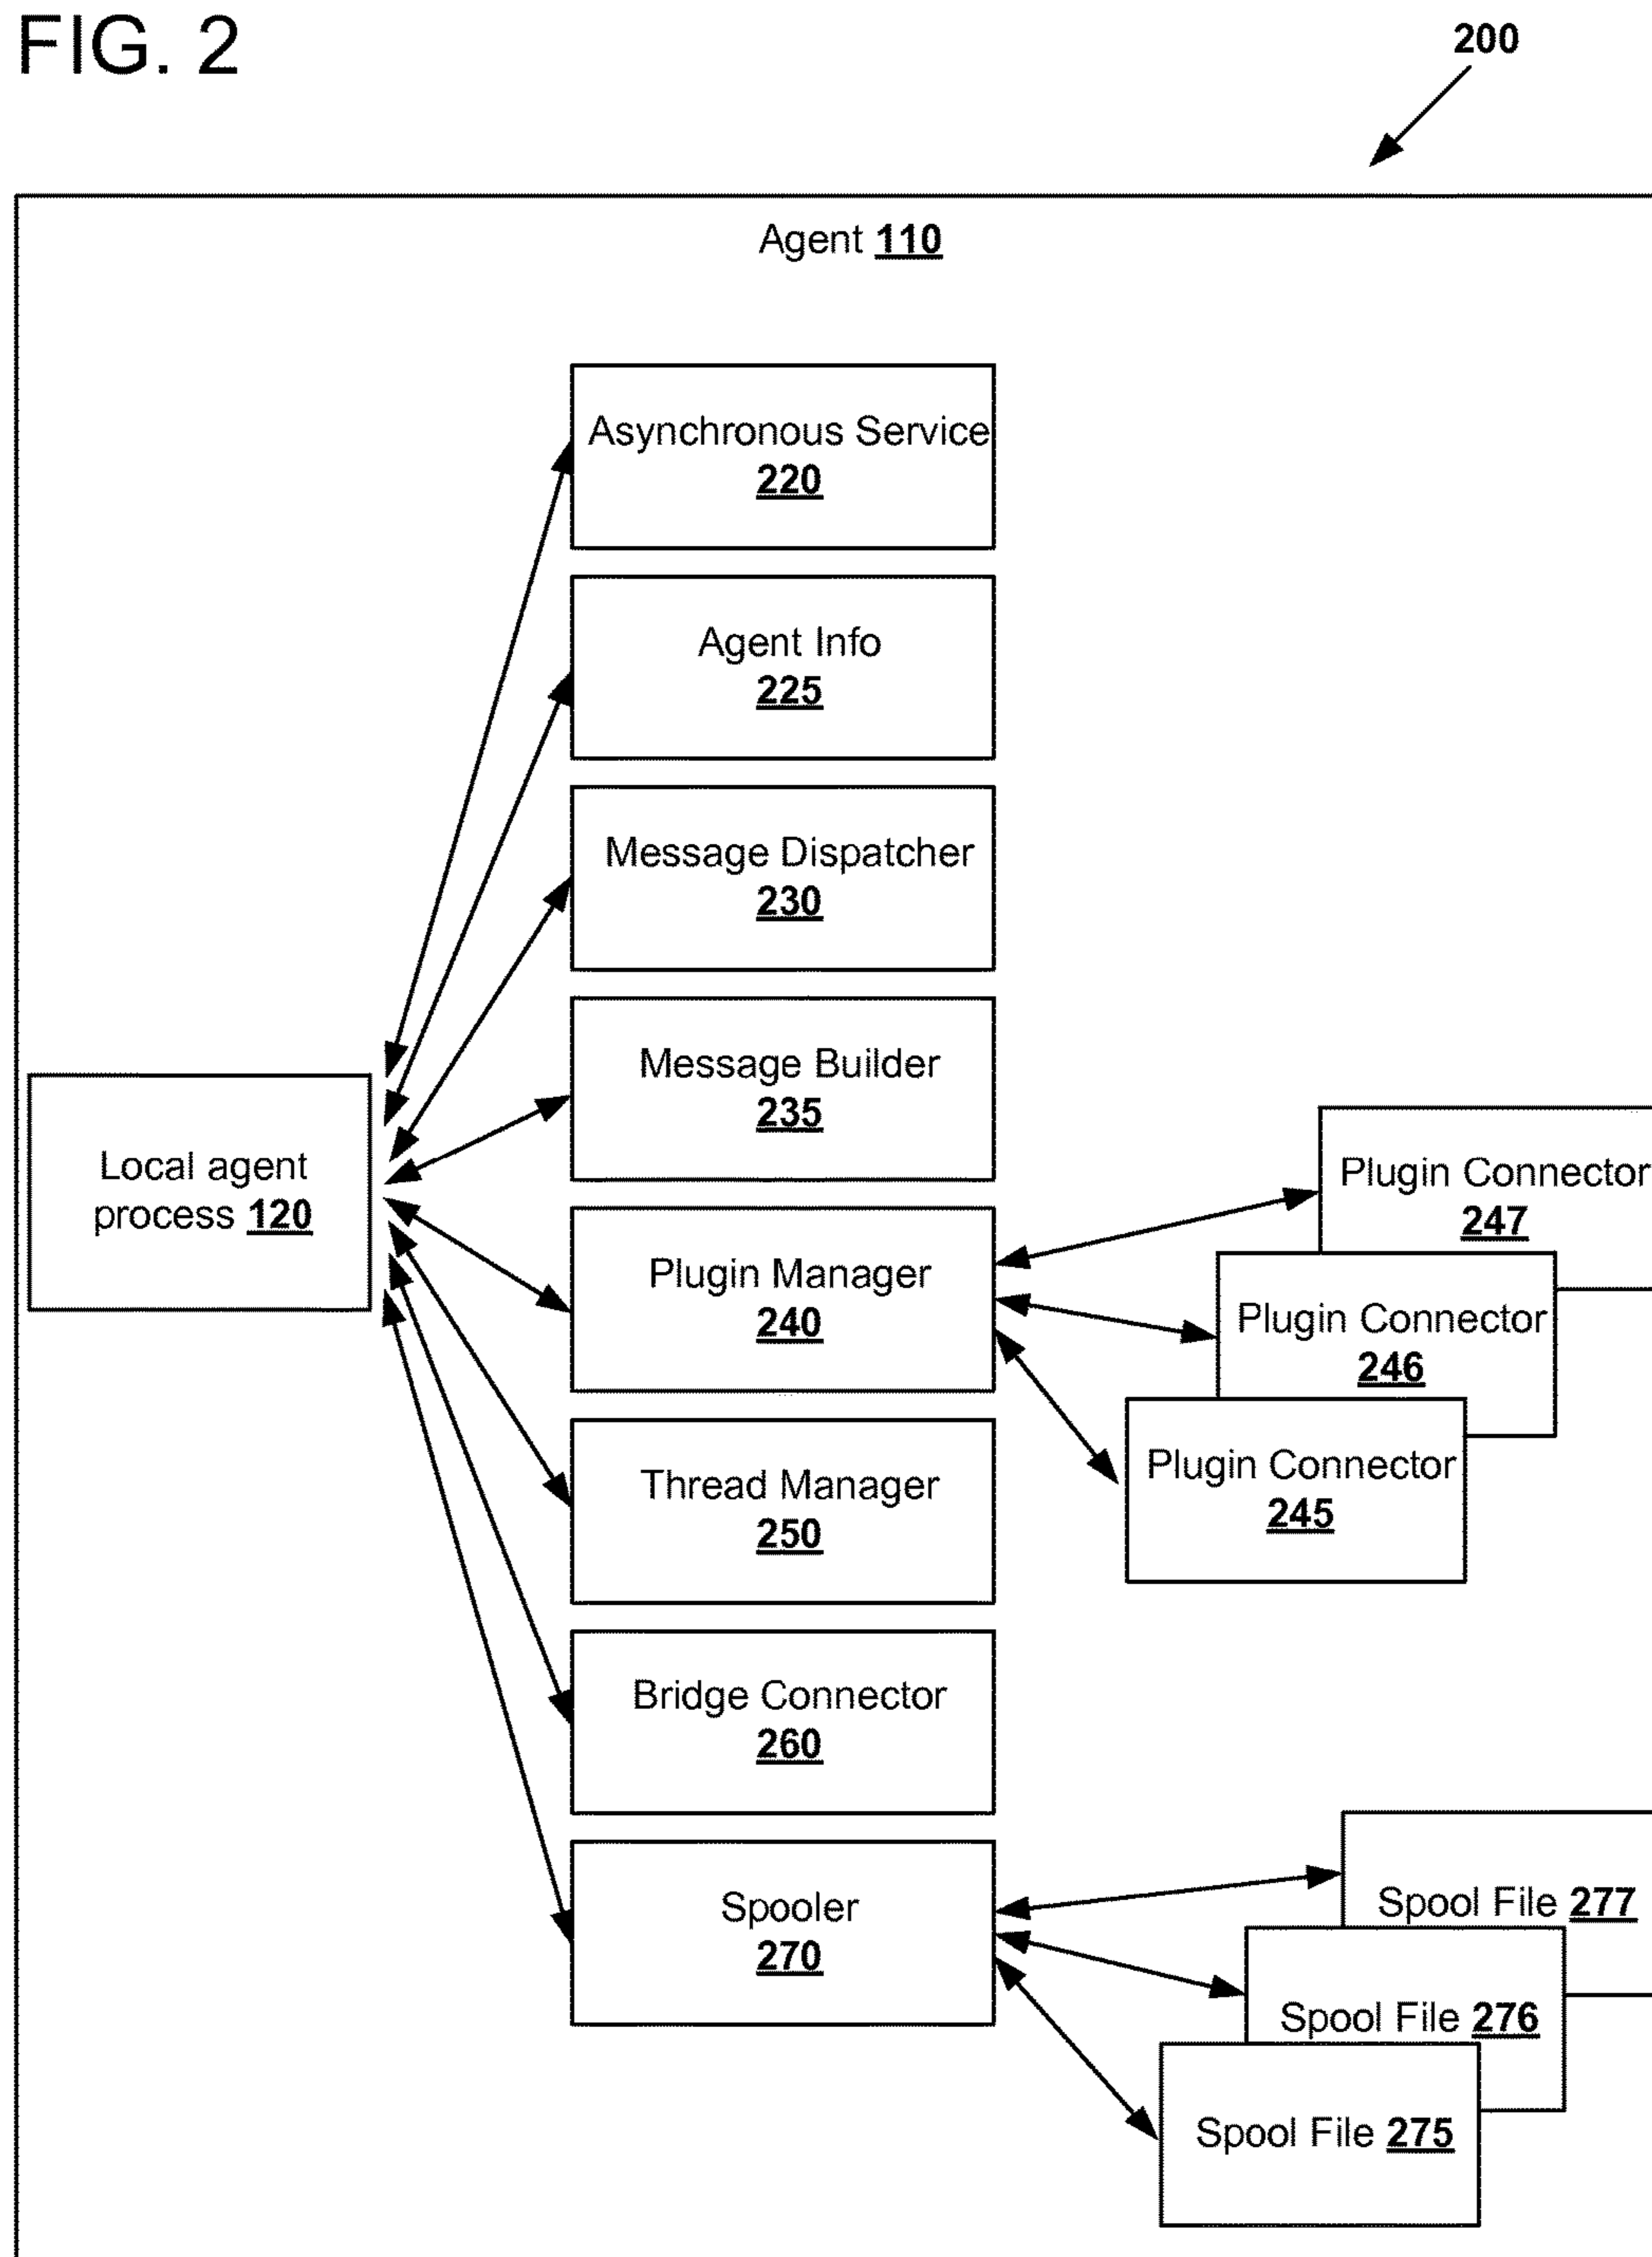 FIG. 2
200
Agent 110
Asynchronous Service
220
Agent Info
225
Message Dispatcher
230
Message Builder
235
Local agent
process 120
Plugin Manager
240
Plugin Connector
247
Plugin Connector
246
Plugin Connector
245
Thread Manager
250
Bridge Connector
260
Spooler
270
Spool File 277
Spool File 276
Spool File 275